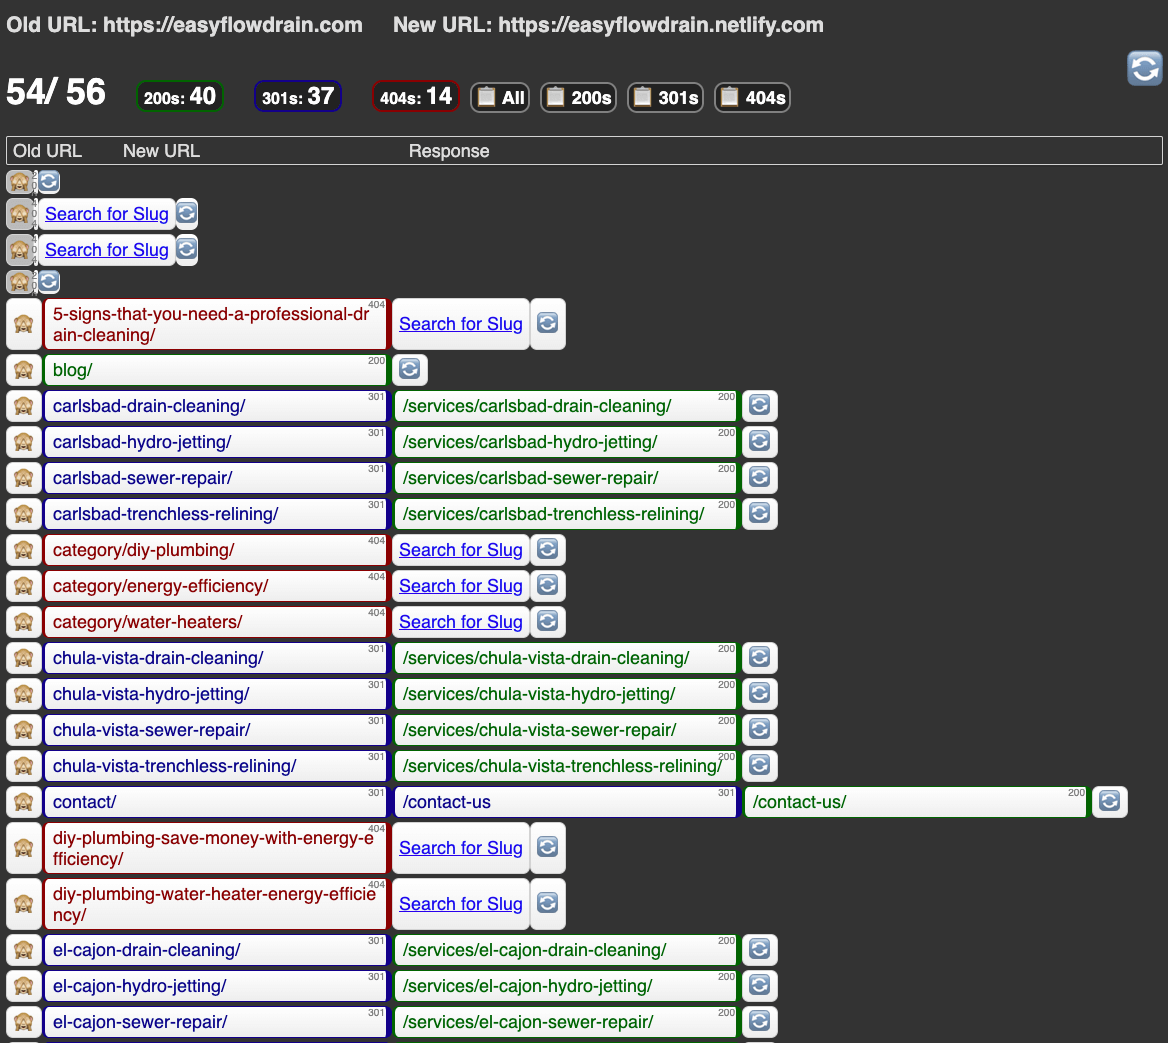 Old URL: https://easyflowdrain.com New URL: https://easyflowdrain.netlify.com
54/ 56 200s: 40 301s: 37 404s: 14 All 200s 301s 404s
Old URL New URL Response
Search for Slug
Search for Slug
5-signs-that-you-need-a-professional-dr 404
ain-cleaning/ Search for Slug
blog/ 200
carlsbad-drain-cleaning/ 301 /services/carlsbad-drain-cleaning/ 200
carlsbad-hydro-jetting/ 301 /services/carlsbad-hydro-jetting/ 200
carlsbad-sewer-repair/ 301 /services/carlsbad-sewer-repair/ 200
carlsbad-trenchless-relining/ 301 /services/carlsbad-trenchless-relining/ 200
category/diy-plumbing/ 404 Search for Slug
category/energy-efficiency/ 404 Search for Slug
category/water-heaters/ 404 Search for Slug
chula-vista-drain-cleaning/ 301 /services/chula-vista-drain-cleaning/ 200
chula-vista-hydro-jetting/ 301 /services/chula-vista-hydro-jetting/ 200
chula-vista-sewer-repair/ 301 /services/chula-vista-sewer-repair/ 200
chula-vista-trenchless-relining/ 301 /services/chula-vista-trenchless-relining/ 200
contact/ 301 /contact-us 301 /contact-us/ 200
diy-plumbing-save-money-with-energy-e 404
fficiency/ Search for Slug
diy-plumbing-water-heater-energy-efficie 404
ncy/ Search for Slug
el-cajon-drain-cleaning/ 301 /services/el-cajon-drain-cleaning/ 200
el-cajon-hydro-jetting/ 301 /services/el-cajon-hydro-jetting/ 200
el-cajon-sewer-repair/ 301 /services/el-cajon-sewer-repair/ 200